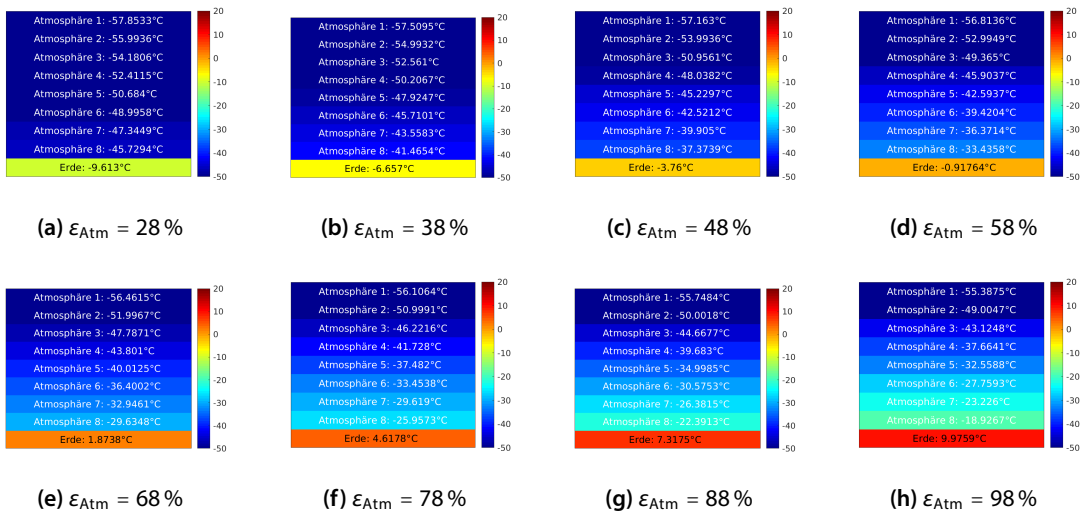 Atmosphäre 1: -57.8533°C
Atmosphäre 2: -55.9936°C
Atmosphäre 3: -54.1806°C
Atmosphäre 4: -52.4115°C
Atmosphäre 5: -50.684°C
Atmosphäre 6: -48.9958°C
Atmosphäre 7: -47.3449°C
Atmosphäre 8: -45.7294°C
Erde: -9.613°C
20
10
0
-10
-20
-30
-40
-50
(a) εAtm = 28 %
Atmosphäre 1: -57.5095°C
Atmosphäre 2: -54.9932°C
Atmosphäre 3: -52.561°C
Atmosphäre 4: -50.2067°C
Atmosphäre 5: -47.9247°C
Atmosphäre 6: -45.7101°C
Atmosphäre 7: -43.5583°C
Atmosphäre 8: -41.4654°C
Erde: -6.657°C
20
10
0
-10
-20
-30
-40
-50
(b) εAtm = 38 %
Atmosphäre 1: -57.163°C
Atmosphäre 2: -53.9936°C
Atmosphäre 3: -50.9561°C
Atmosphäre 4: -48.0382°C
Atmosphäre 5: -45.2297°C
Atmosphäre 6: -42.5212°C
Atmosphäre 7: -39.905°C
Atmosphäre 8: -37.3739°C
Erde: -3.76°C
20
10
0
-10
-20
-30
-40
-50
(c) εAtm = 48 %
Atmosphäre 1: -56.8136°C
Atmosphäre 2: -52.9949°C
Atmosphäre 3: -49.365°C
Atmosphäre 4: -45.9037°C
Atmosphäre 5: -42.5937°C
Atmosphäre 6: -39.4204°C
Atmosphäre 7: -36.3714°C
Atmosphäre 8: -33.4358°C
Erde: -0.91764°C
20
10
0
-10
-20
-30
-40
-50
(d) εAtm = 58 %
Atmosphäre 1: -56.4615°C
Atmosphäre 2: -51.9967°C
Atmosphäre 3: -47.7871°C
Atmosphäre 4: -43.801°C
Atmosphäre 5: -40.0125°C
Atmosphäre 6: -36.4002°C
Atmosphäre 7: -32.9461°C
Atmosphäre 8: -29.6348°C
Erde: 1.8738°C
20
10
0
-10
-20
-30
-40
-50
(e) εAtm = 68 %
Atmosphäre 1: -56.1064°C
Atmosphäre 2: -50.9991°C
Atmosphäre 3: -46.2216°C
Atmosphäre 4: -41.728°C
Atmosphäre 5: -37.482°C
Atmosphäre 6: -33.4538°C
Atmosphäre 7: -29.619°C
Atmosphäre 8: -25.9573°C
Erde: 4.6178°C
20
10
0
-10
-20
-30
-40
-50
(f) εAtm = 78 %
Atmosphäre 1: -55.7484°C
Atmosphäre 2: -50.0018°C
Atmosphäre 3: -44.6677°C
Atmosphäre 4: -39.683°C
Atmosphäre 5: -34.9985°C
Atmosphäre 6: -30.5753°C
Atmosphäre 7: -26.3815°C
Atmosphäre 8: -22.3913°C
Erde: 7.3175°C
20
10
0
-10
-20
-30
-40
-50
(g) εAtm = 88 %
Atmosphäre 1: -55.3875°C
Atmosphäre 2: -49.0047°C
Atmosphäre 3: -43.1248°C
Atmosphäre 4: -37.6641°C
Atmosphäre 5: -32.5588°C
Atmosphäre 6: -27.7593°C
Atmosphäre 7: -23.226°C
Atmosphäre 8: -18.9267°C
Erde: 9.9759°C
20
10
0
-10
-20
-30
-40
-50
(h) εAtm = 98 %